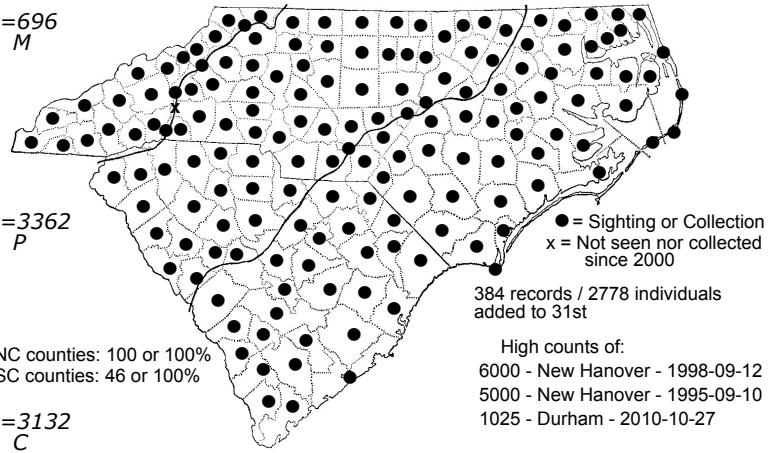 =696
M
=3362
P
=3132
C
● = Sighting or Collection
x = Not seen nor collected
since 2000
x
384 records / 2778 individuals
added to 31st
NC counties: 100 or 100%
SC counties: 46 or 100%
High counts of:
6000 - New Hanover - 1998-09-12
5000 - New Hanover - 1995-09-10
1025 - Durham - 2010-10-27